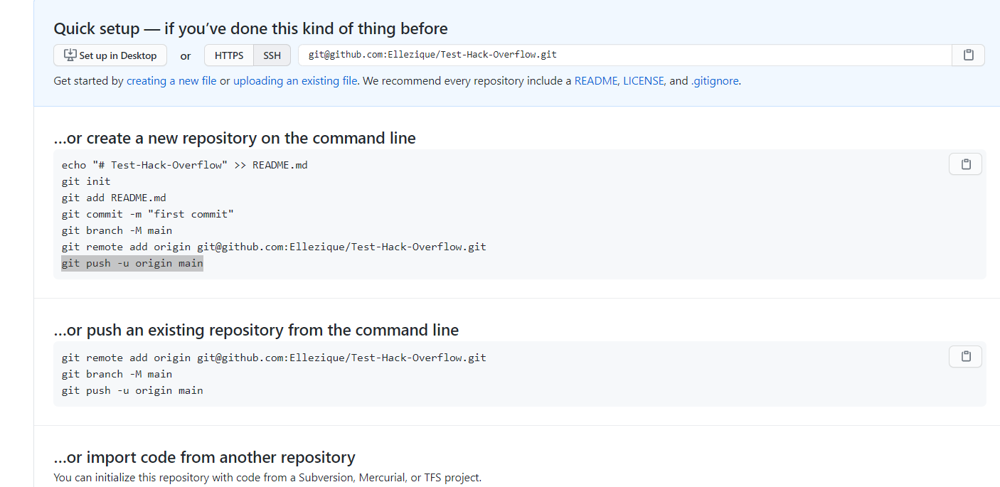 Quick setup — if you’ve done this kind of thing before
Set up in Desktop or HTTPS SSH git@github.com:Ellezique/Test-Hack-Overflow.git
Get started by creating a new file or uploading an existing file. We recommend every repository include a README, LICENSE, and .gitignore.
…or create a new repository on the command line
echo "# Test-Hack-Overflow" >> README.md
git init
git add README.md
git commit -m "first commit"
git branch -M main
git remote add origin git@github.com:Ellezique/Test-Hack-Overflow.git
git push -u origin main
…or push an existing repository from the command line
git remote add origin git@github.com:Ellezique/Test-Hack-Overflow.git
git branch -M main
git push -u origin main
…or import code from another repository
You can initialize this repository with code from a Subversion, Mercurial, or TFS project.